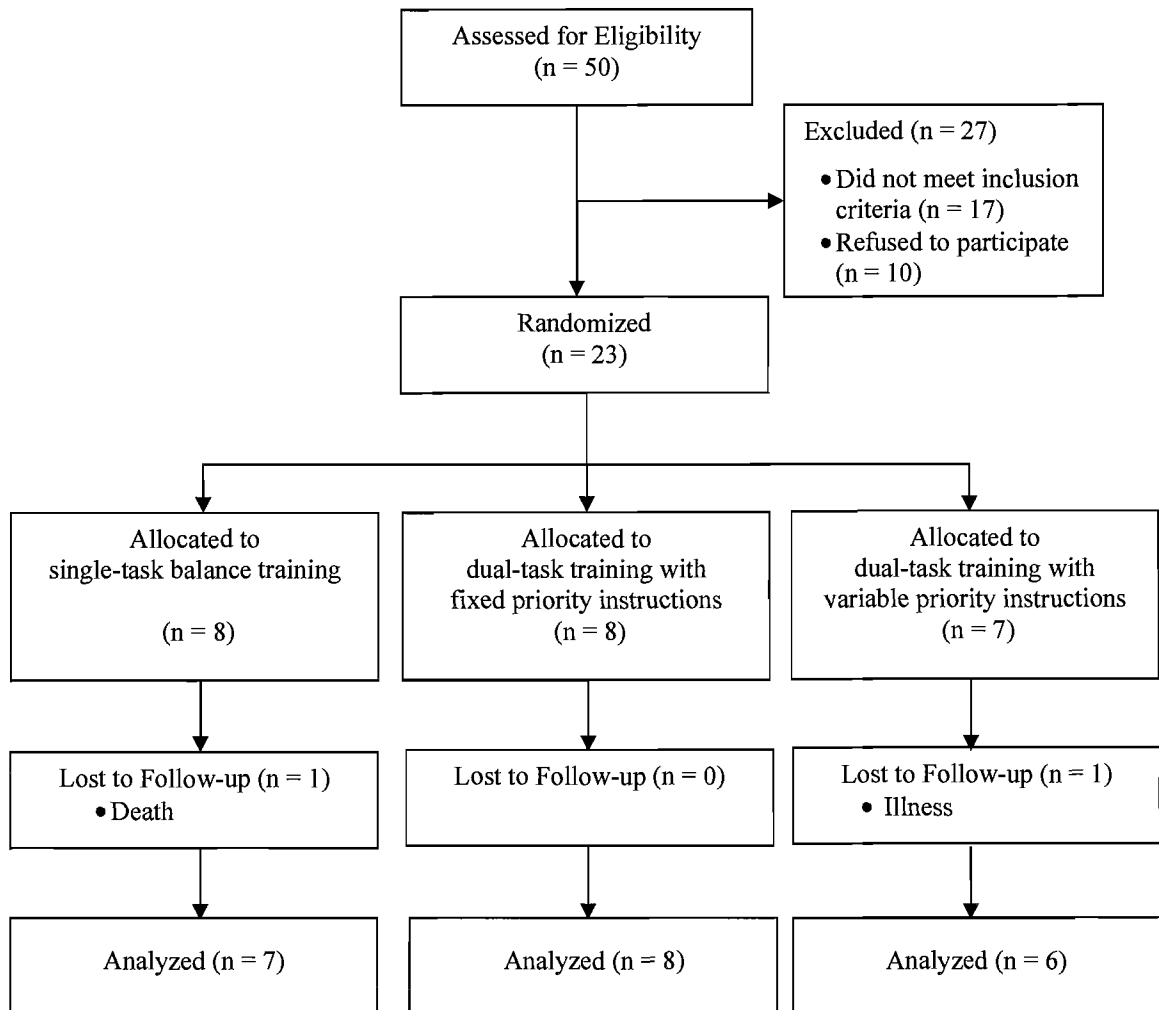 Assessed for Eligibility
(n = 50)
Excluded (n = 27)
• Did not meet inclusion
criteria (n = 17)
• Refused to participate
(n = 10)
Randomized
(n = 23)
Allocated to
single-task balance training
(n = 8)
Allocated to
dual-task training with
fixed priority instructions
(n = 8)
Allocated to
dual-task training with
variable priority instructions
(n = 7)
Lost to Follow-up (n = 1)
• Death
Lost to Follow-up (n = 0)
Lost to Follow-up (n = 1)
• Illness
Analyzed (n = 7)
Analyzed (n = 8)
Analyzed (n = 6)